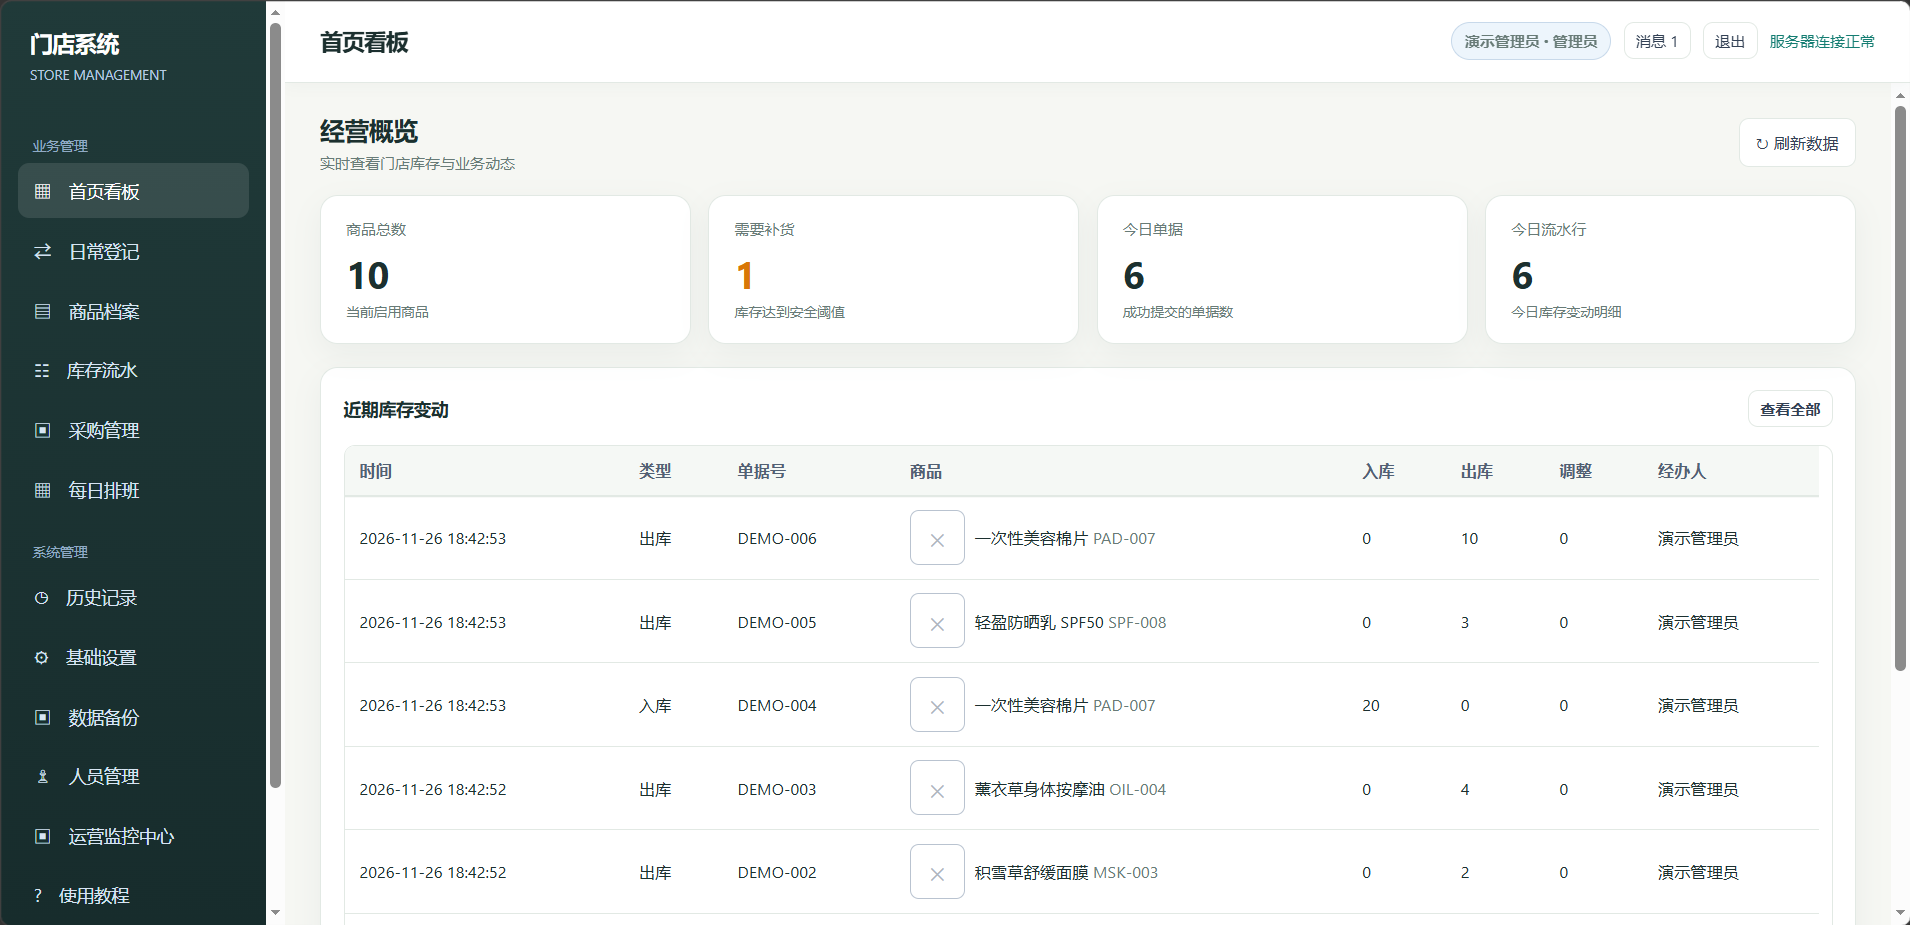 门店系统
STORE MANAGEMENT
业务管理
首页看板
日常登记
商品档案
库存流水
采购管理
每日排班
系统管理
历史记录
基础设置
数据备份
人员管理
运营监控中心
? 使用教程
首页看板
演示管理员 · 管理员 消息 1 退出 服务器连接正常
经营概览
实时查看门店库存与业务动态
↻ 刷新数据
商品总数
10
当前启用商品
需要补货
1
库存达到安全阈值
今日单据
6
成功提交的单据数
今日流水行
6
今日库存变动明细
近期库存变动
查看全部
时间 类型 单据号 商品 入库 出库 调整 经办人
2026-11-26 18:42:53 出库 DEMO-006 一次性美容棉片 PAD-007 0 10 0 演示管理员
2026-11-26 18:42:53 出库 DEMO-005 轻盈防晒乳 SPF50 SPF-008 0 3 0 演示管理员
2026-11-26 18:42:53 入库 DEMO-004 一次性美容棉片 PAD-007 20 0 0 演示管理员
2026-11-26 18:42:52 出库 DEMO-003 薰衣草身体按摩油 OIL-004 0 4 0 演示管理员
2026-11-26 18:42:52 出库 DEMO-002 积雪草舒缓面膜 MSK-003 0 2 0 演示管理员